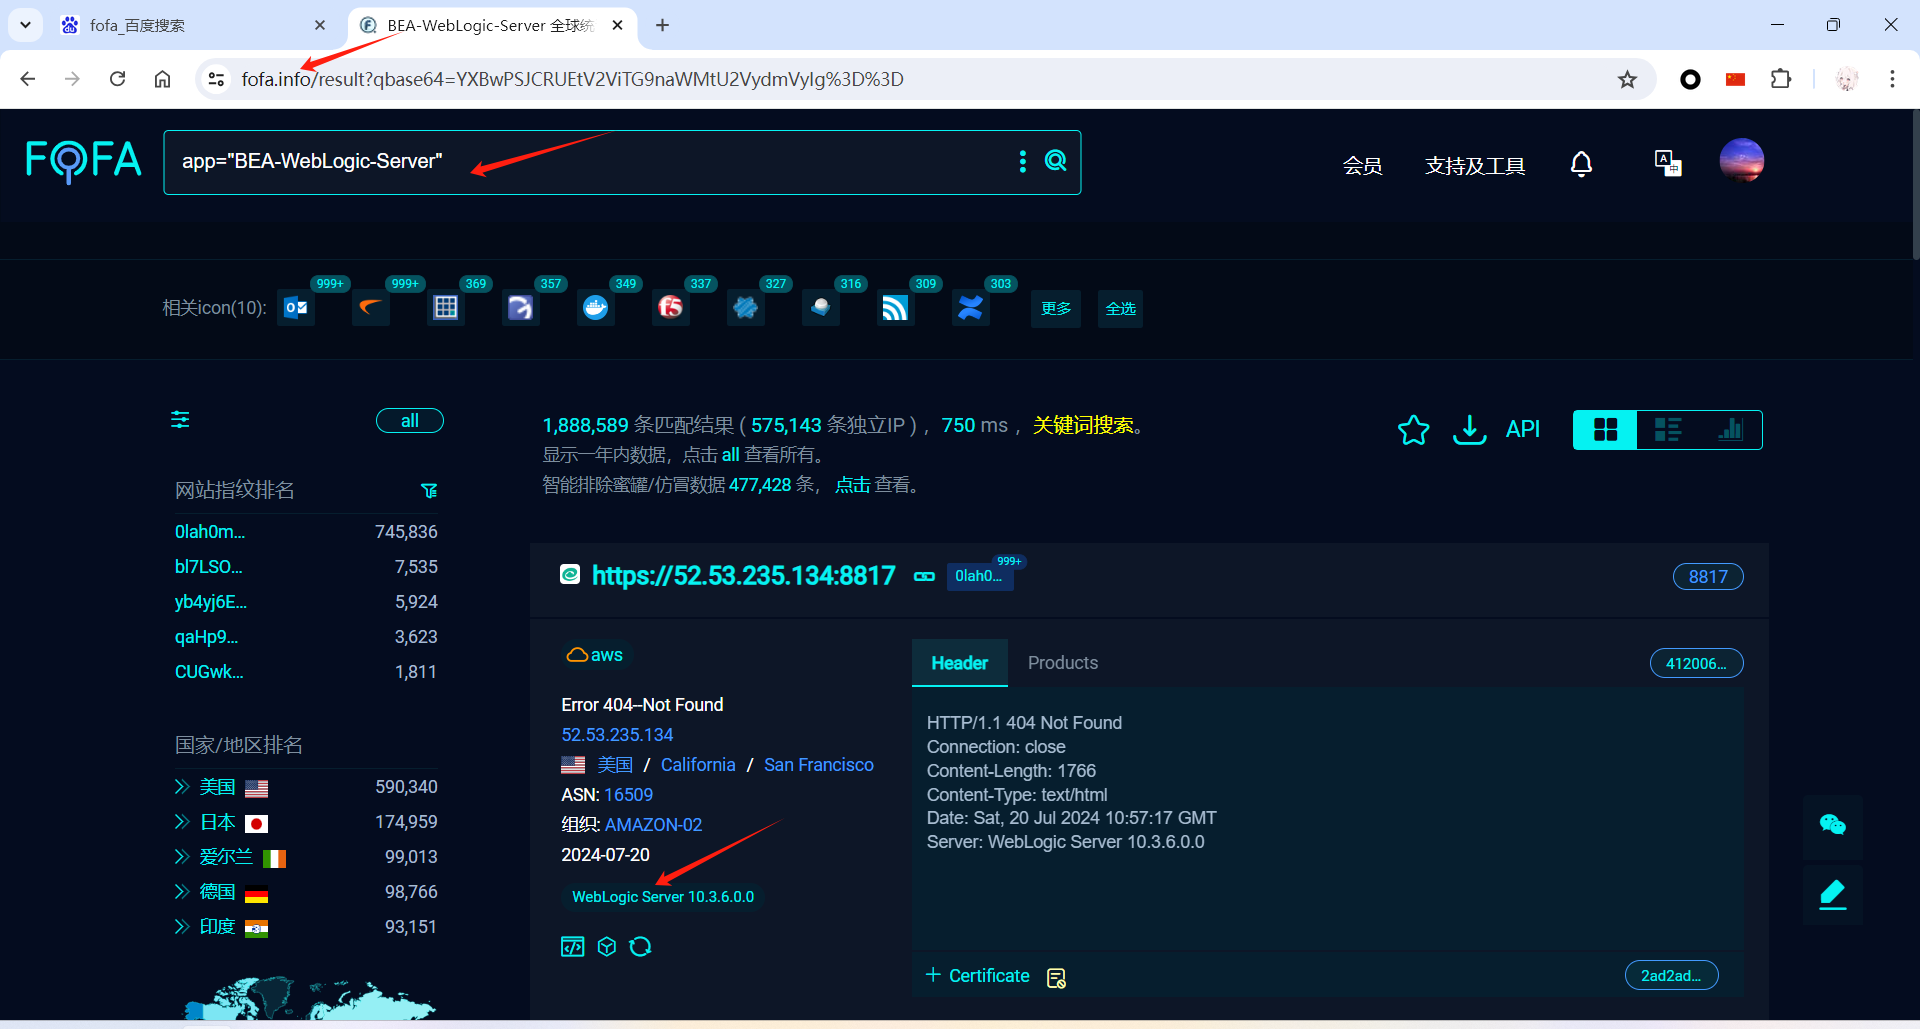 fofa_百度搜索
BEA-WebLogic-Server 全球统
fofa.info/result?qbase64=YXBwPSJCRUEtV2ViTG9naWMtU2VydmVyIg%3D%3D
FOFA
app="BEA-WebLogic-Server"
会员
支持及工具
A
中
相关icon(10):
999+
999+
369
357
349
337
327
316
309
303
更多
全选
all
1,888,589 条匹配结果 ( 575,143 条独立IP ) ，750 ms ，关键词搜索。
显示一年内数据，点击 all 查看所有。
智能排除蜜罐/仿冒数据 477,428 条， 点击 查看。
API
网站指纹排名
0lah0m... 745,836
bl7LSO... 7,535
yb4yj6E... 5,924
qaHp9... 3,623
CUGwk... 1,811
国家/地区排名
美国 590,340
日本 174,959
爱尔兰 99,013
德国 98,766
印度 93,151
https://52.53.235.134:8817
0lah0...
999+
8817
aws
Error 404--Not Found
52.53.235.134
美国 / California / San Francisco
ASN: 16509
组织: AMAZON-02
2024-07-20
WebLogic Server 10.3.6.0.0
Header
Products
412006...
HTTP/1.1 404 Not Found
Connection: close
Content-Length: 1766
Content-Type: text/html
Date: Sat, 20 Jul 2024 10:57:17 GMT
Server: WebLogic Server 10.3.6.0.0
+ Certificate
2ad2ad...